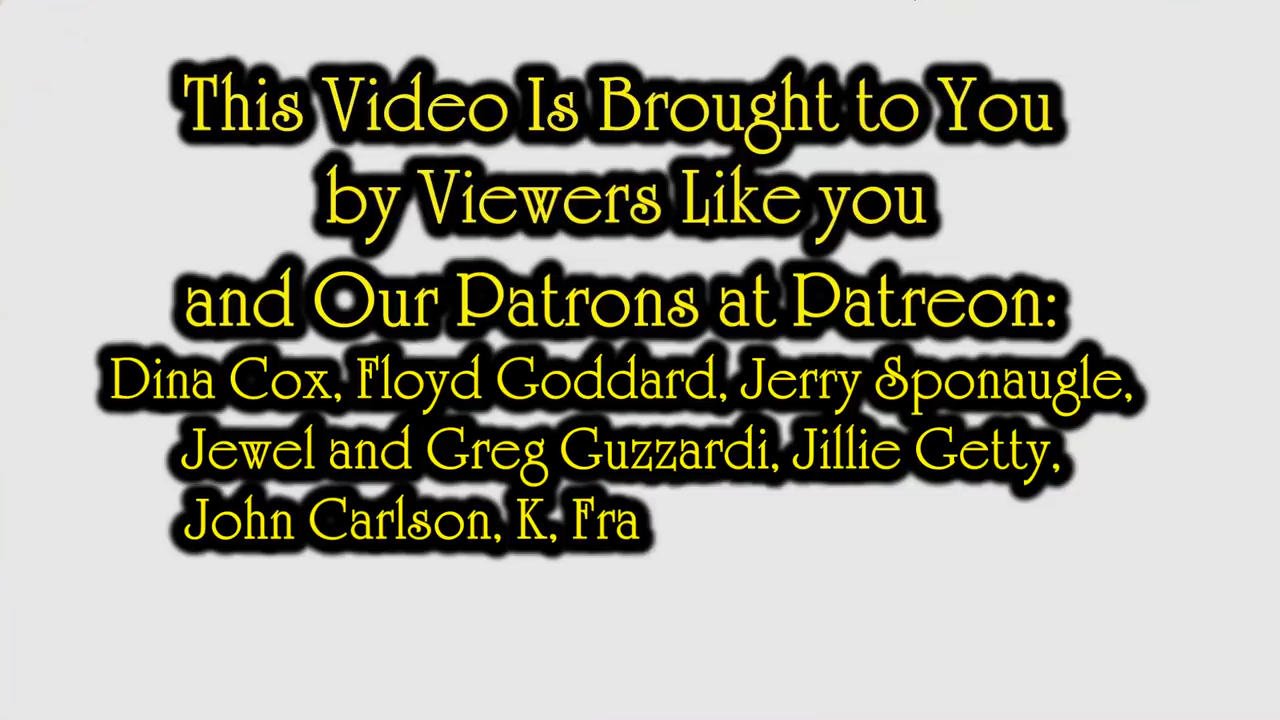 This Video Is Brought to You
by Viewers Like you
and Our Patrons at Patreon:
Dina Cox, Floyd Goddard, Jerry Sponaugle,
Jewel and Greg Guzzardi, Jillie Getty,
John Carlson, K, Fra